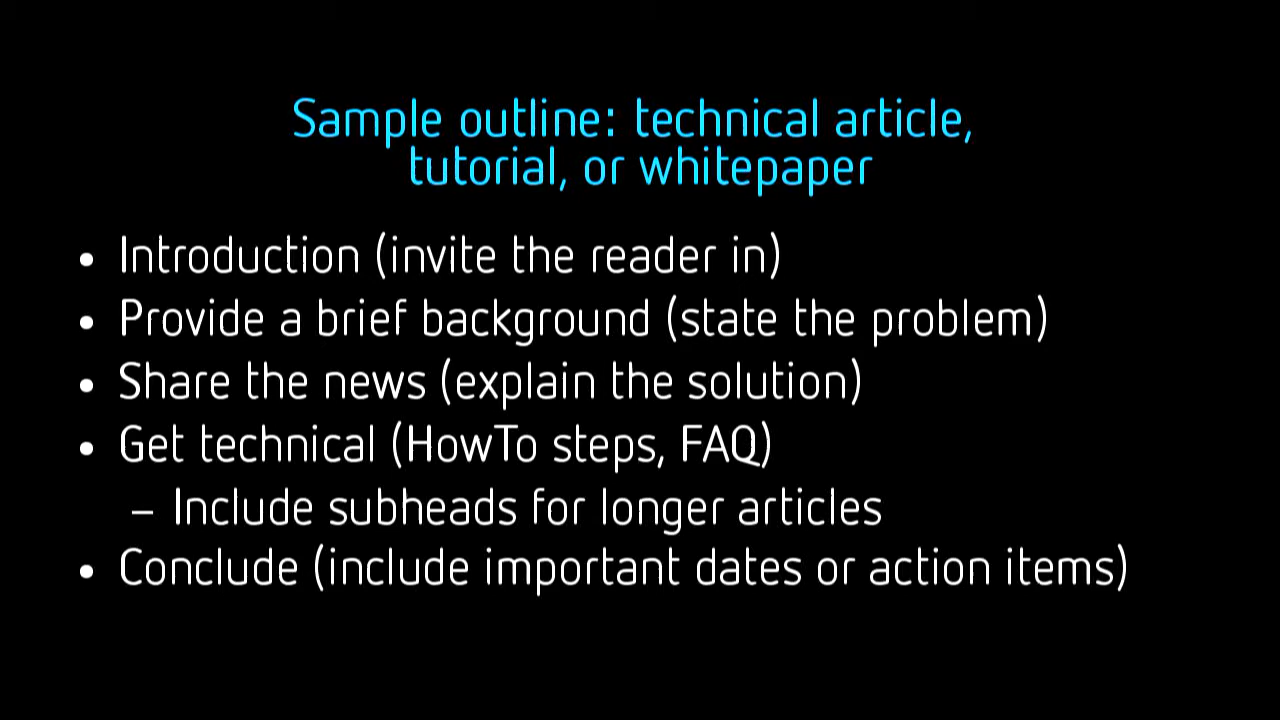 Sample outline: technical article,
tutorial, or whitepaper
• Introduction (invite the reader in)
• Provide a brief background (state the problem)
• Share the news (explain the solution)
• Get technical (HowTo steps, FAQ)
– Include subheads for longer articles
• Conclude (include important dates or action items)